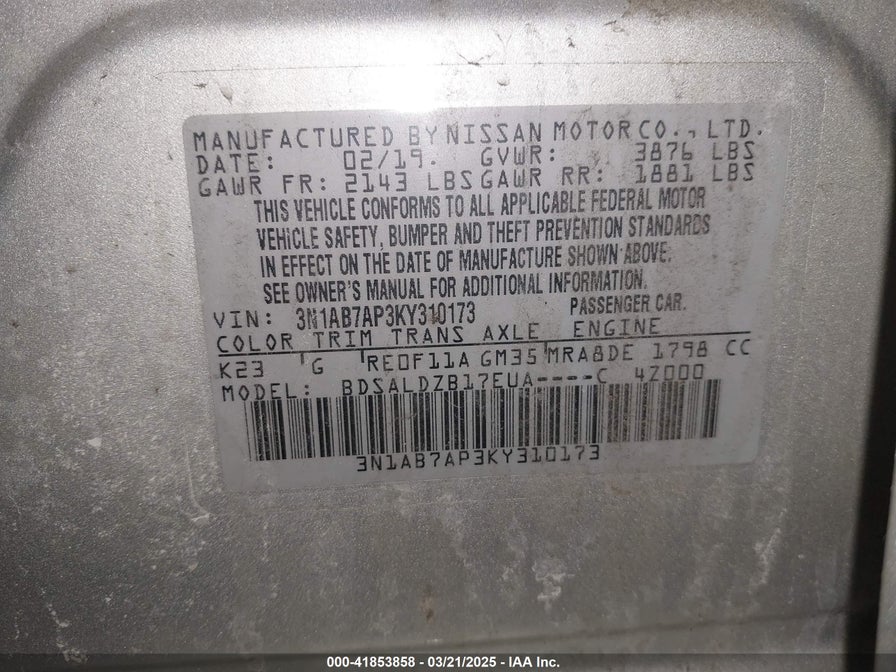 MANUFACTURED BY NISSAN MOTOR CO., LTD.
DATE: 02/19. GVWR: 3876 LBS
GAWR FR: 2143 LBS GAWR RR: 1881 LBS
THIS VEHICLE CONFORMS TO ALL APPLICABLE FEDERAL MOTOR
VEHICLE SAFETY, BUMPER AND THEFT PREVENTION STANDARDS
IN EFFECT ON THE DATE OF MANUFACTURE SHOWN ABOVE.
SEE OWNER'S MANUAL FOR ADDITIONAL INFORMATION.
VIN: 3N1AB7AP3KY310173 PASSENGER CAR.
COLOR TRIM TRANS AXLE ENGINE
K23 G RE0F11A GM35 MRA8DE 1798 CC
MODEL: BDSALDZB17EUA----C 4Z000
3N1AB7AP3KY310173
000-41853858 - 03/21/2025 - IAA Inc.